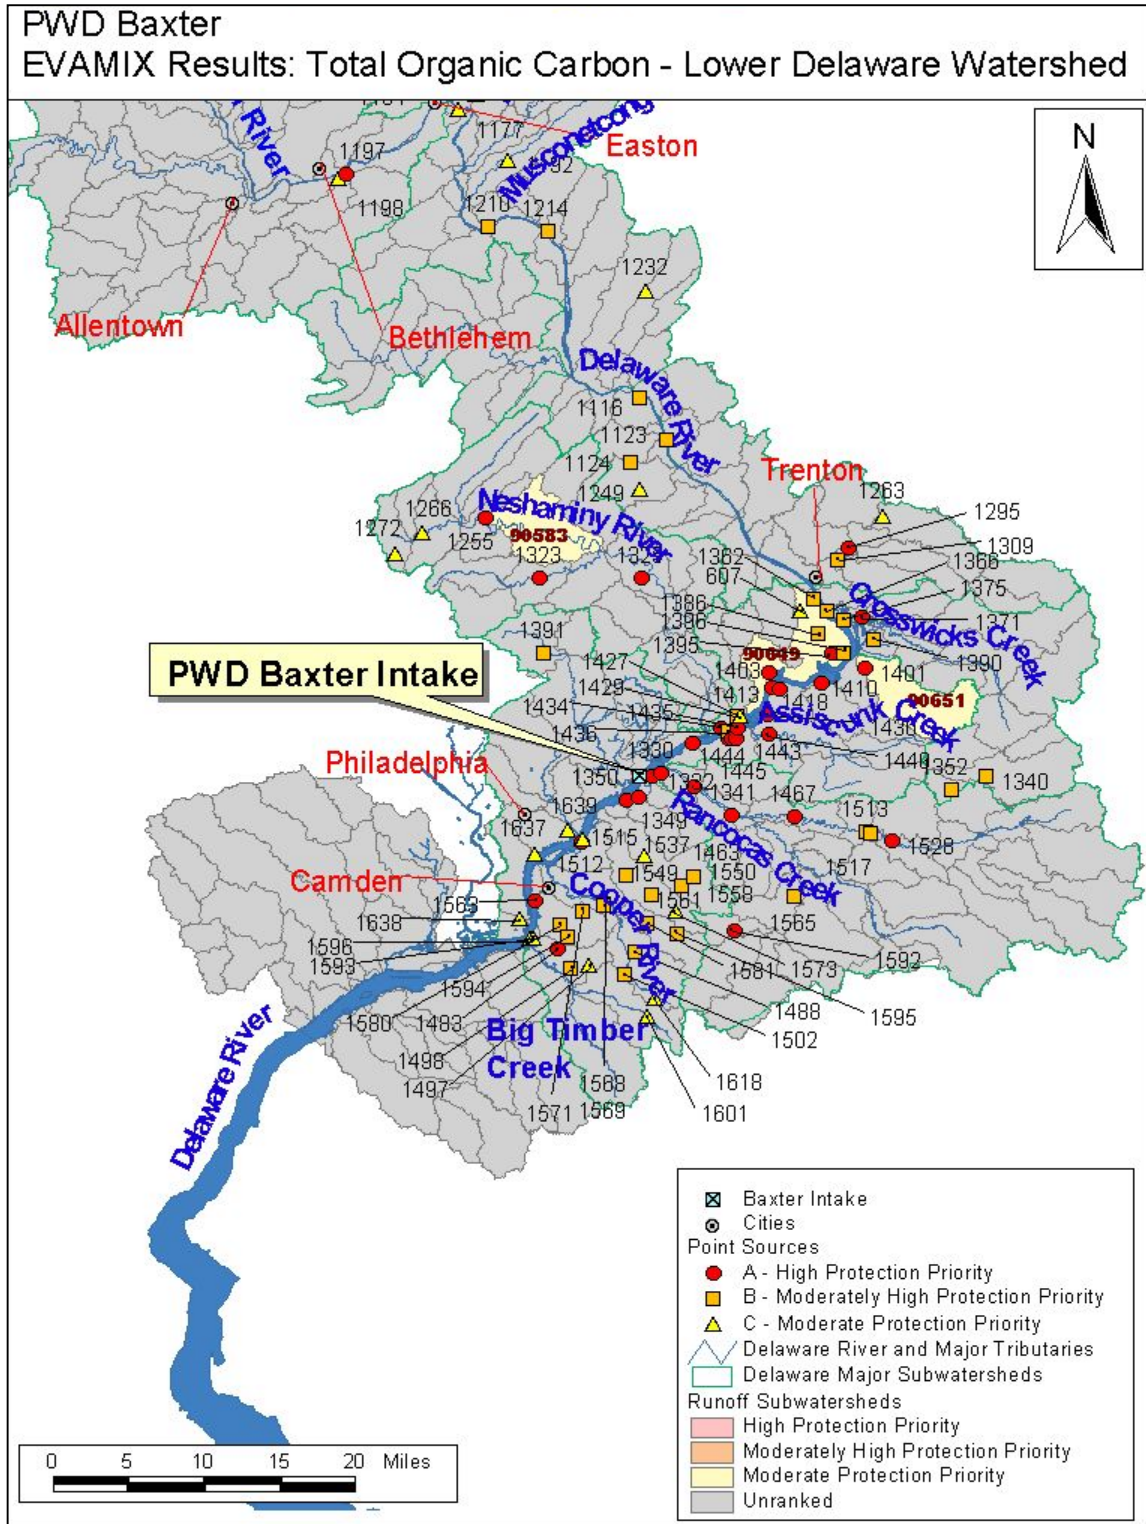 PWD Baxter
EVAMIX Results: Total Organic Carbon - Lower Delaware Watershed
N
River
1177
Musconetcong
Easton
1197
1198
1210
1214
1232
Allentown
Bethlehem
Delaware River
1116
1123
1124
1249
Trenton
1263
1295
1309
1366
1375
1371
Neshaminy River
1266
1272
1255
90583
1323
1362
607
1386
1396
1395
Crosswicks Creek
1391
90649
1390
1403
1401
1410
90651
PWD Baxter Intake
1427
1429
1434
1435
1436
1413
1418
Assiscunk Creek
1443
1330
1444
1445
1352
1340
Philadelphia
1350
1341
1467
1349
Rancocas Creek
1513
1528
1639
1637
1515
1512
1537
1463
1550
1549
1558
1517
Camden
1563
Cooper River
1561
1565
1638
1596
1593
1594
1580
1483
1498
1497
1581
1573
1592
1488
1595
1502
Big Timber
Creek
1568
1569
1571
1618
1601
Delaware River
Baxter Intake
Cities
Point Sources
A - High Protection Priority
B - Moderately High Protection Priority
C - Moderate Protection Priority
Delaware River and Major Tributaries
Delaware Major Subwatersheds
Runoff Subwatersheds
High Protection Priority
Moderately High Protection Priority
Moderate Protection Priority
Unranked
0 5 10 15 20 Miles